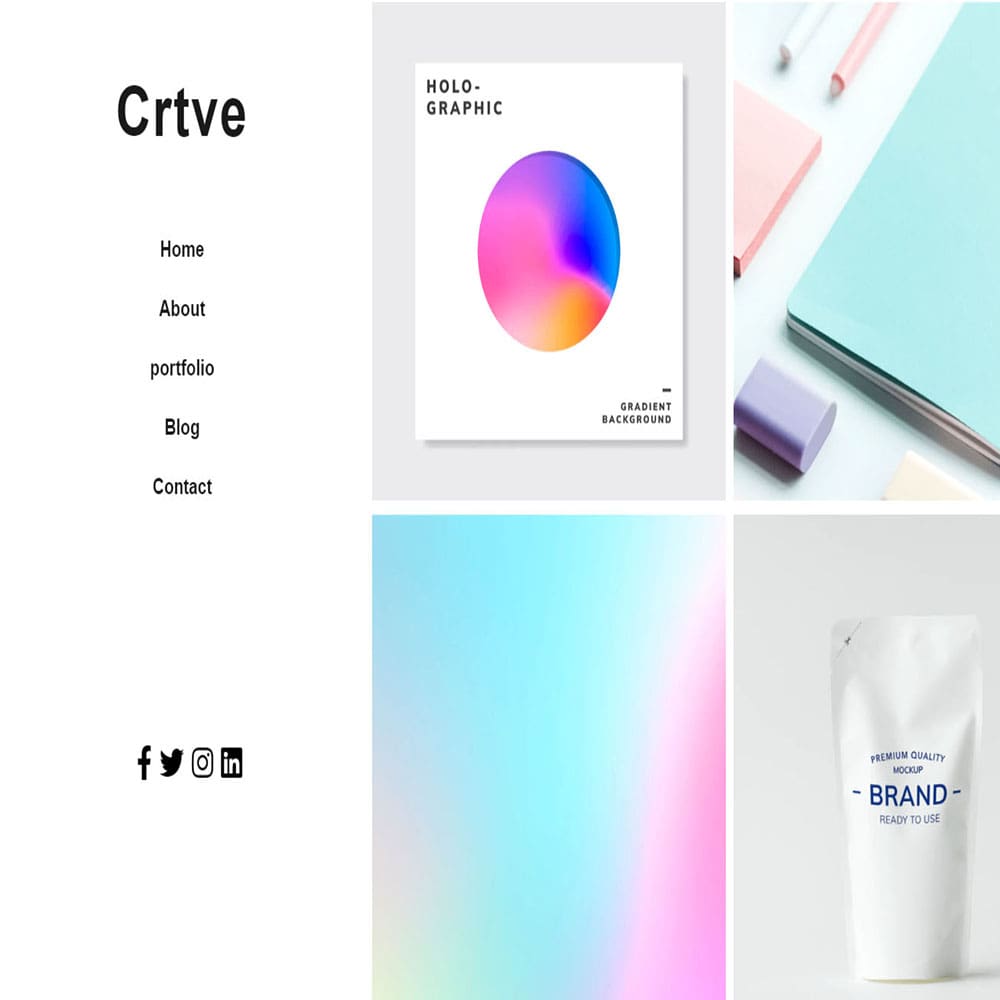 Crtve
Home
About
portfolio
Blog
Contact
HOLO-
GRAPHIC
GRADIENT
BACKGROUND
PREMIUM QUALITY
MOCKUP
- BRAND -
READY TO USE